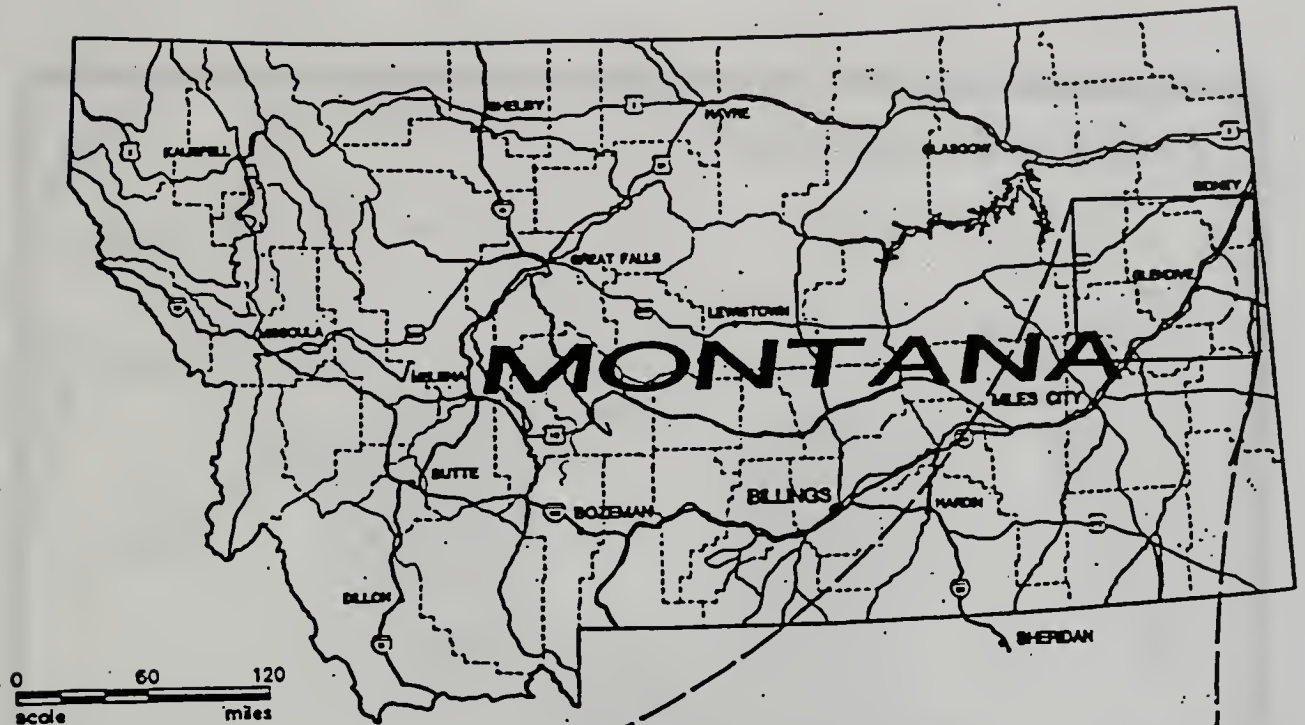 SHELBY
HAVRE
KALISPELL
GLASGOW
SIDNEY
GREAT FALLS
GLENDIVE
LEWISTOWN
MISSOULA
MONTANA
HELENA
MILES CITY
BUTTE
BILLINGS
BOZEMAN
HARDIN
DILLON
SHERIDAN
0 60 120
scale miles